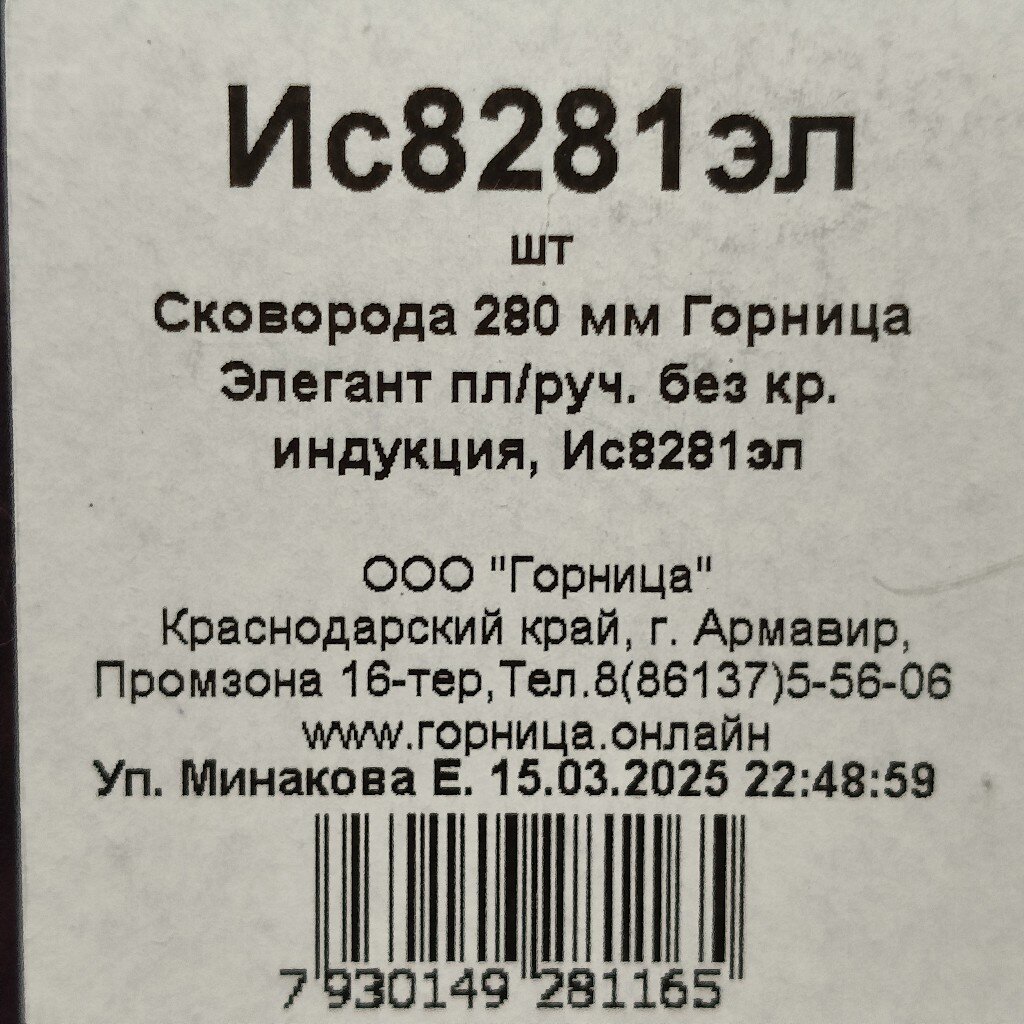 Ис8281эл
шт
Сковорода 280 мм Горница
Элегант пл/руч. без кр.
индукция, Ис8281эл
ООО "Горница"
Краснодарский край, г. Армавир,
Промзона 16-тер,Тел.8(86137)5-56-06
www.горница.онлайн
Уп. Минакова Е. 15.03.2025 22:48:59
7 930149 281165